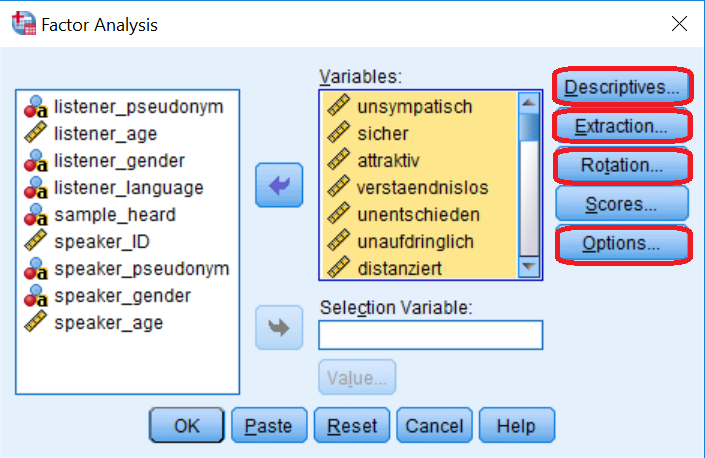 Factor Analysis
listener_pseudonym
listener_age
listener_gender
listener_language
sample_heard
speaker_ID
speaker_pseudonym
speaker_gender
speaker_age
Variables:
unsympatisch
sicher
attraktiv
verstaendnislos
unentschieden
unaufdringlich
distanziert
Selection Variable:
Value...
Descriptives...
Extraction...
Rotation...
Scores...
Options...
OK Paste Reset Cancel Help